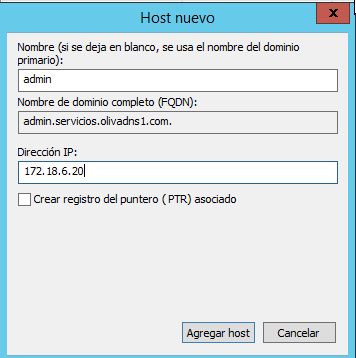 Host nuevo
x
Nombre (si se deja en blanco, se usa el nombre del dominio
primario):
admin
Nombre de dominio completo (FQDN):
admin.servicios.olivadns1.com.
Dirección IP:
172.18.6.20
Crear registro del puntero (PTR) asociado
Agregar host
Cancelar